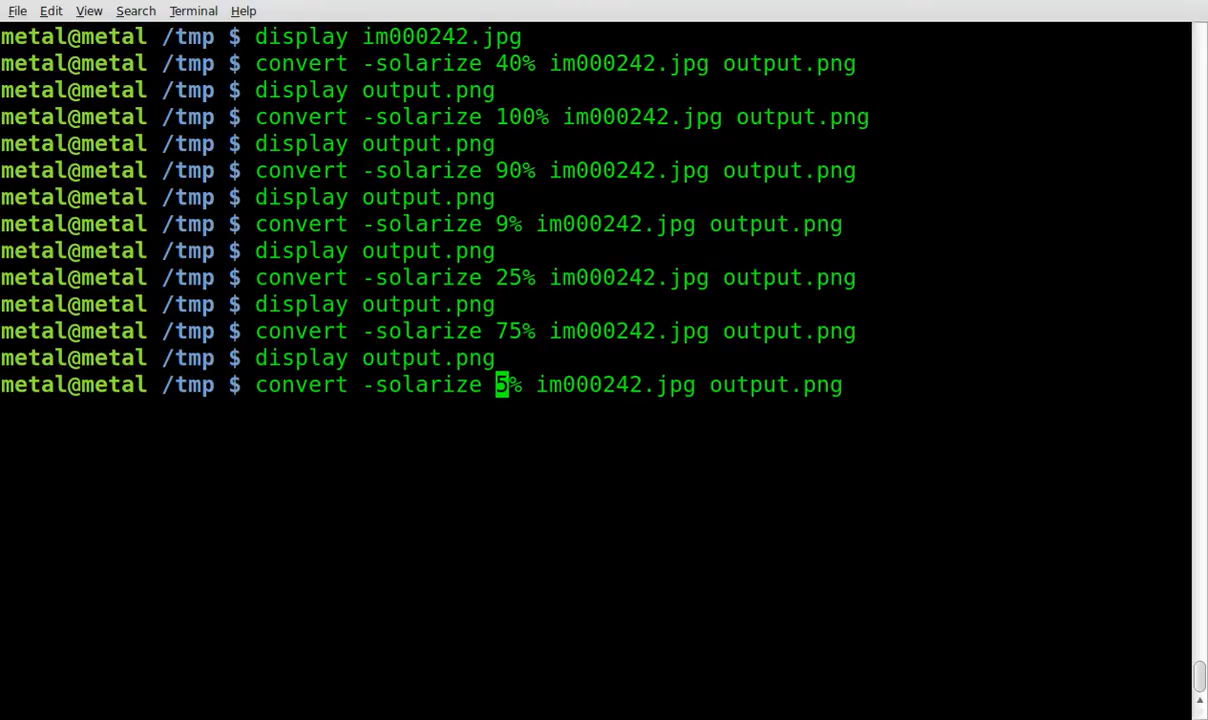 File Edit View Search Terminal Help
metal@metal /tmp $ display im000242.jpg
metal@metal /tmp $ convert -solarize 40% im000242.jpg output.png
metal@metal /tmp $ display output.png
metal@metal /tmp $ convert -solarize 100% im000242.jpg output.png
metal@metal /tmp $ display output.png
metal@metal /tmp $ convert -solarize 90% im000242.jpg output.png
metal@metal /tmp $ display output.png
metal@metal /tmp $ convert -solarize 9% im000242.jpg output.png
metal@metal /tmp $ display output.png
metal@metal /tmp $ convert -solarize 25% im000242.jpg output.png
metal@metal /tmp $ display output.png
metal@metal /tmp $ convert -solarize 75% im000242.jpg output.png
metal@metal /tmp $ display output.png
metal@metal /tmp $ convert -solarize 5% im000242.jpg output.png